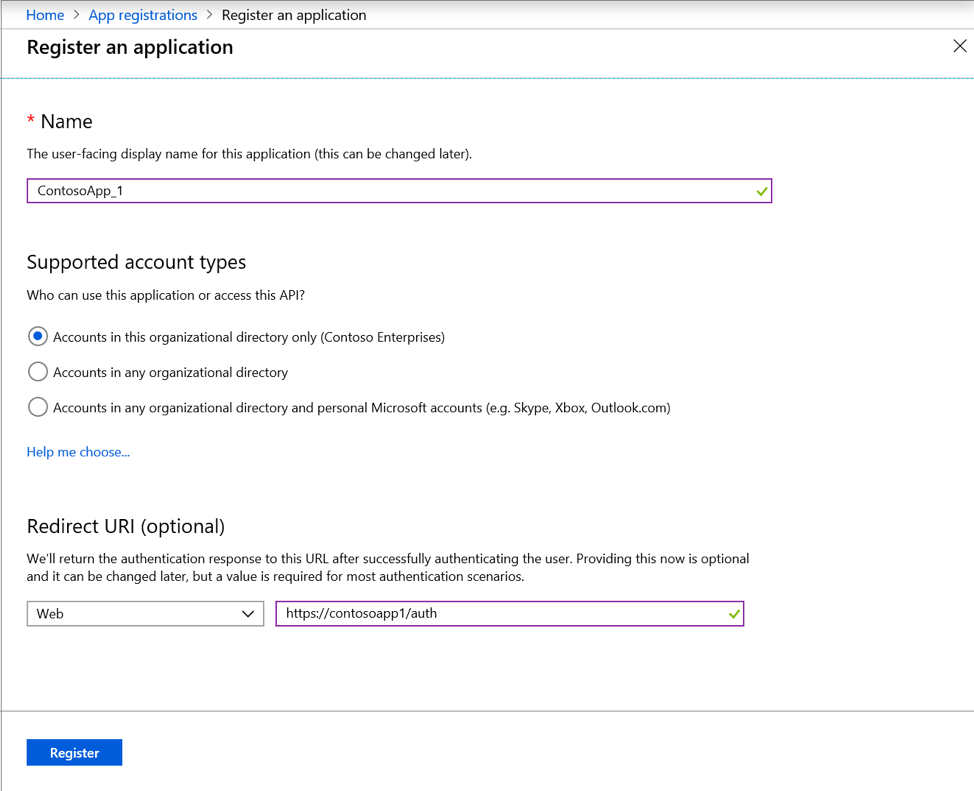 Home > App registrations > Register an application
Register an application
* Name
The user-facing display name for this application (this can be changed later).
ContosoApp_1
Supported account types
Who can use this application or access this API?
Accounts in this organizational directory only (Contoso Enterprises)
Accounts in any organizational directory
Accounts in any organizational directory and personal Microsoft accounts (e.g. Skype, Xbox, Outlook.com)
Help me choose...
Redirect URI (optional)
We'll return the authentication response to this URL after successfully authenticating the user. Providing this now is optional
and it can be changed later, but a value is required for most authentication scenarios.
Web https://contosoapp1/auth
Register